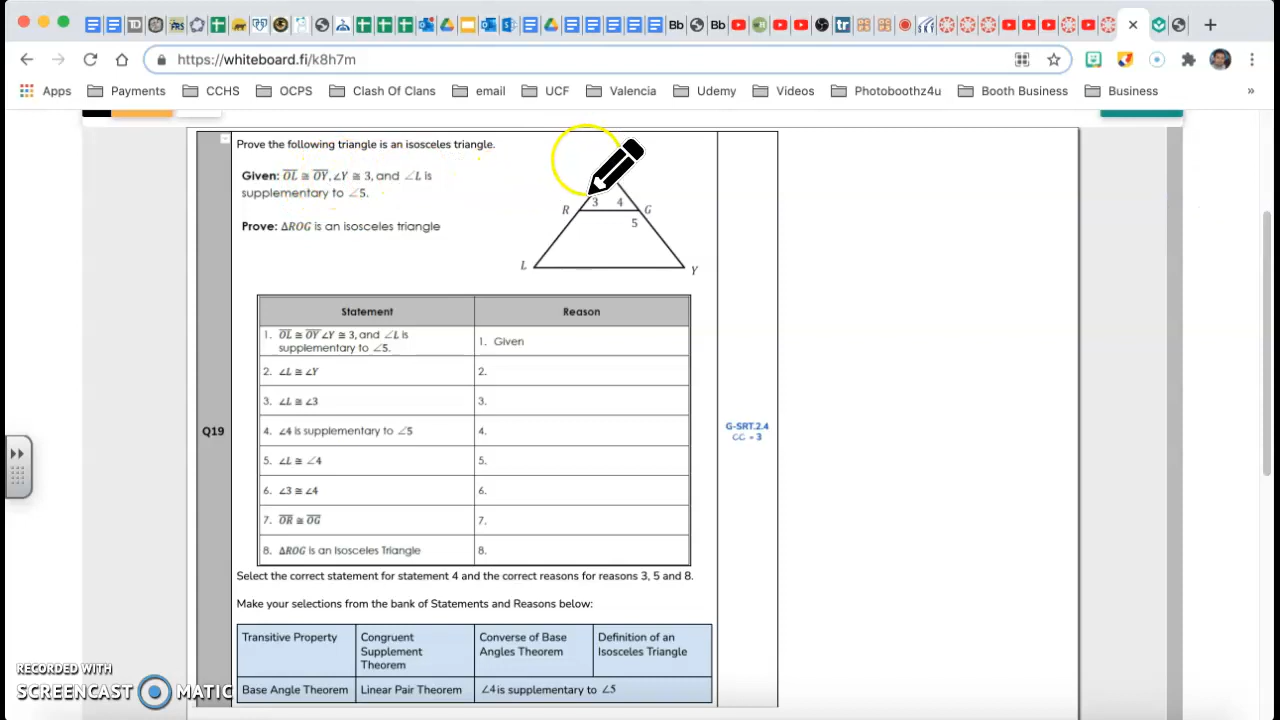 https://whiteboard.fi/k8h7m
Apps Payments CCHS OCPS Clash Of Clans email UCF Valencia Udemy Videos Photoboothz4u Booth Business Business »
Prove the following triangle is an isosceles triangle.
Given: OL ≅ OY, ∠Y ≅ 3, and ∠L is
supplementary to ∠5.
Prove: ΔROG is an isosceles triangle
R 3 4 G
5
L Y
Statement Reason
1. OL ≅ OY ∠Y ≅ 3, and ∠L is
supplementary to ∠5.
1. Given
2. ∠L ≅ ∠Y 2.
3. ∠L ≅ ∠3 3.
4. ∠4 is supplementary to ∠5 4.
5. ∠L ≅ ∠4 5.
6. ∠3 ≅ ∠4 6.
7. OR ≅ OG 7.
8. ΔROG is an Isosceles Triangle 8.
Q19
G-SRT.2.4
CC = 3
Select the correct statement for statement 4 and the correct reasons for reasons 3, 5 and 8.
Make your selections from the bank of Statements and Reasons below:
Transitive Property
Congruent
Supplement
Theorem
Converse of Base
Angles Theorem
Definition of an
Isosceles Triangle
Base Angle Theorem Linear Pair Theorem ∠4 is supplementary to ∠5
RECORDED WITH
SCREENCAST MATIC